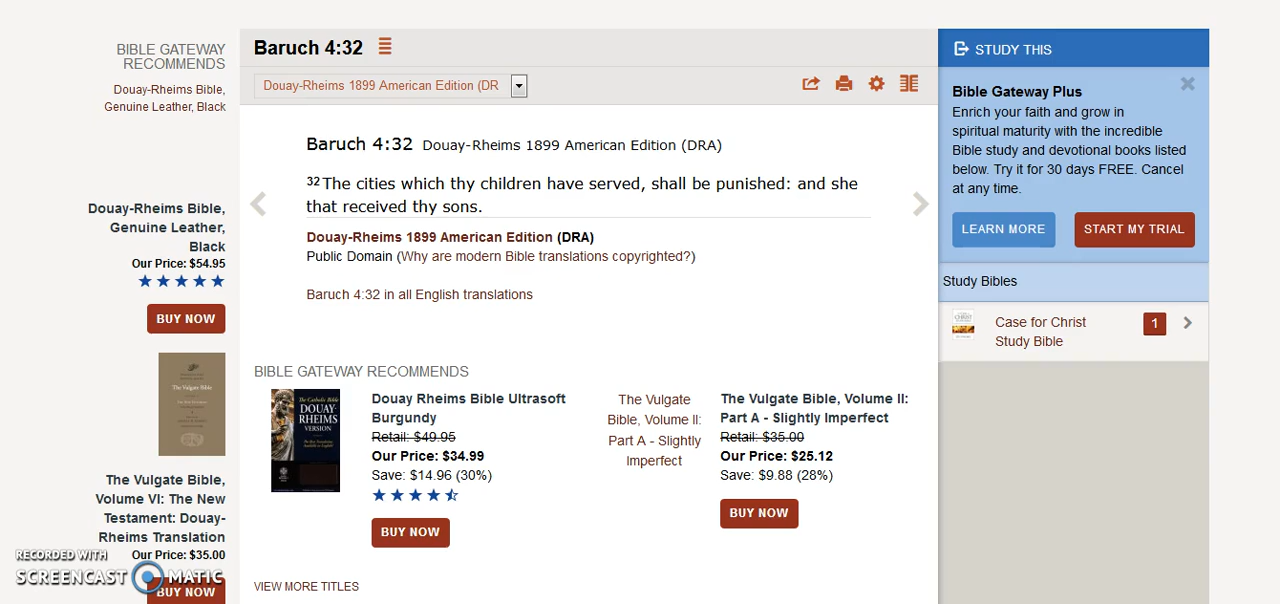 BIBLE GATEWAY
RECOMMENDS
Douay-Rheims Bible,
Genuine Leather, Black
Douay-Rheims Bible,
Genuine Leather,
Black
Our Price: $54.95
BUY NOW
The Vulgate Bible
The Vulgate Bible,
Volume VI: The New
Testament: Douay-
Rheims Translation
Our Price: $35.00
BUY NOW
RECORDED WITH
SCREENCAST MATIC
Baruch 4:32
Douay-Rheims 1899 American Edition (DR
Baruch 4:32 Douay-Rheims 1899 American Edition (DRA)
32 The cities which thy children have served, shall be punished: and she
that received thy sons.
Douay-Rheims 1899 American Edition (DRA)
Public Domain (Why are modern Bible translations copyrighted?)
Baruch 4:32 in all English translations
BIBLE GATEWAY RECOMMENDS
The Catholic Bible
DOUAY-
RHEIMS
VERSION
Douay Rheims Bible Ultrasoft
Burgundy
Retail: $49.95
Our Price: $34.99
Save: $14.96 (30%)
BUY NOW
The Vulgate
Bible, Volume II:
Part A - Slightly
Imperfect
The Vulgate Bible, Volume II:
Part A - Slightly Imperfect
Retail: $35.00
Our Price: $25.12
Save: $9.88 (28%)
BUY NOW
VIEW MORE TITLES
STUDY THIS
Bible Gateway Plus
Enrich your faith and grow in
spiritual maturity with the incredible
Bible study and devotional books listed
below. Try it for 30 days FREE. Cancel
at any time.
LEARN MORE
START MY TRIAL
Study Bibles
Case for Christ
Study Bible
1